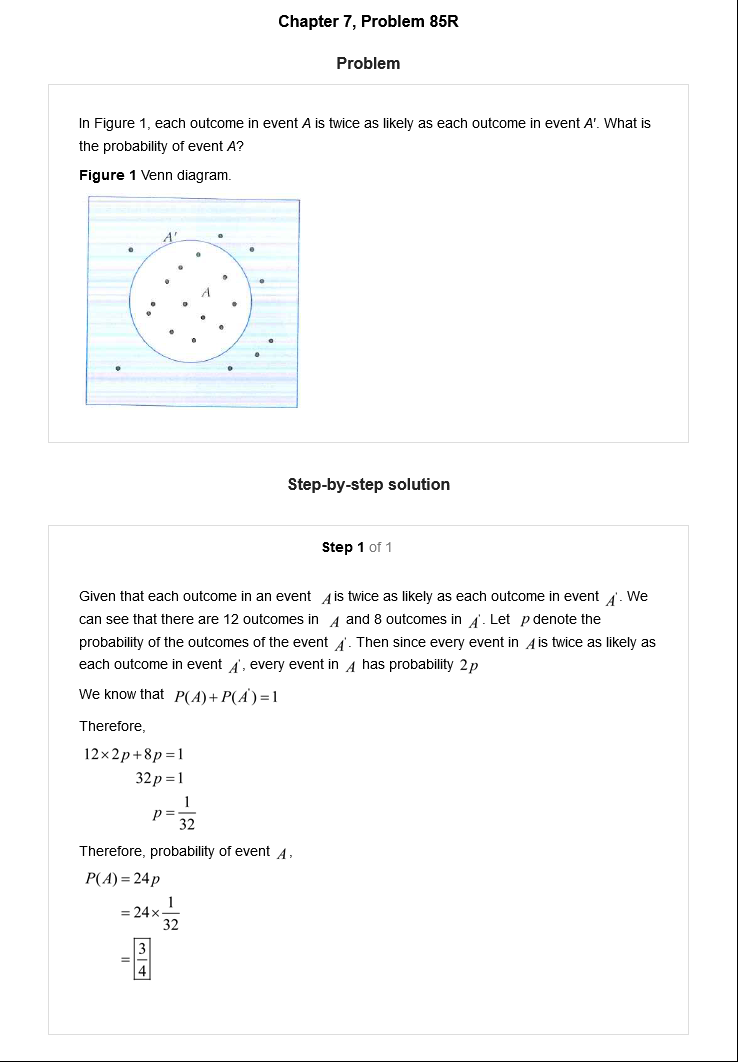 Chapter 7, Problem 85R
Problem
In Figure 1, each outcome in event A is twice as likely as each outcome in event A′. What is
the probability of event A?
Figure 1 Venn diagram.
A′
A
Step-by-step solution
Step 1 of 1
Given that each outcome in an event A is twice as likely as each outcome in event A′. We
can see that there are 12 outcomes in A and 8 outcomes in A′. Let p denote the
probability of the outcomes of the event A′. Then since every event in A is twice as likely as
each outcome in event A′, every event in A has probability 2p
We know that P(A)+P(A′)=1
Therefore,
12×2p+8p=1
32p=1
p=1/32
Therefore, probability of event A,
P(A)=24p
=24×1/32
=3/4